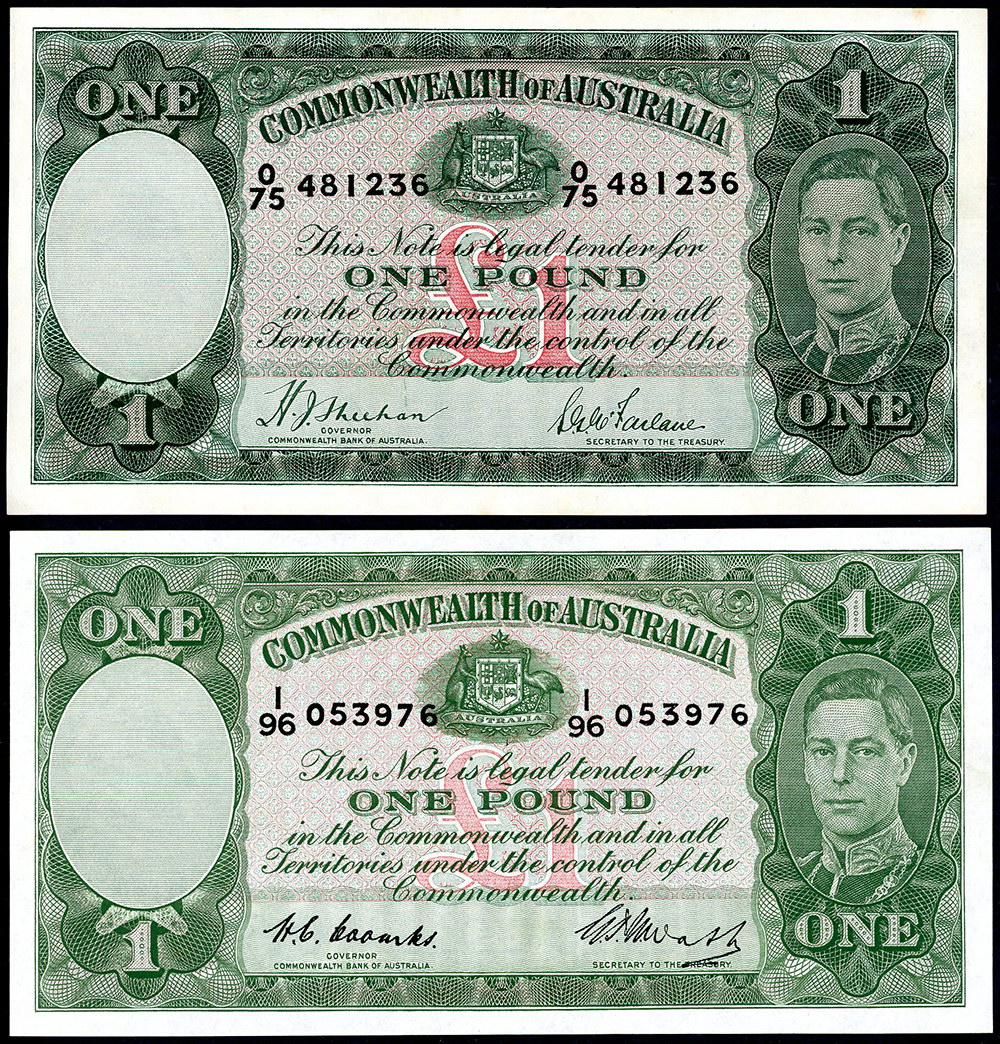 ONE
1
COMMONWEALTH OF AUSTRALIA
O/75 481236 O/75 481236
AUSTRALIA
£1
This Note is legal tender for
ONE POUND
in the Commonwealth and in all
Territories under the control of the
Commonwealth.
H.J. Sheehan
S.G. McFarlane
GOVERNOR
COMMONWEALTH BANK OF AUSTRALIA.
SECRETARY TO THE TREASURY.
1
ONE
ONE
1
COMMONWEALTH OF AUSTRALIA
I/96 053976 I/96 053976
AUSTRALIA
£1
This Note is legal tender for
ONE POUND
in the Commonwealth and in all
Territories under the control of the
Commonwealth.
H.C. Coombs.
GOVERNOR
COMMONWEALTH BANK OF AUSTRALIA.
SECRETARY TO THE TREASURY.
1
ONE